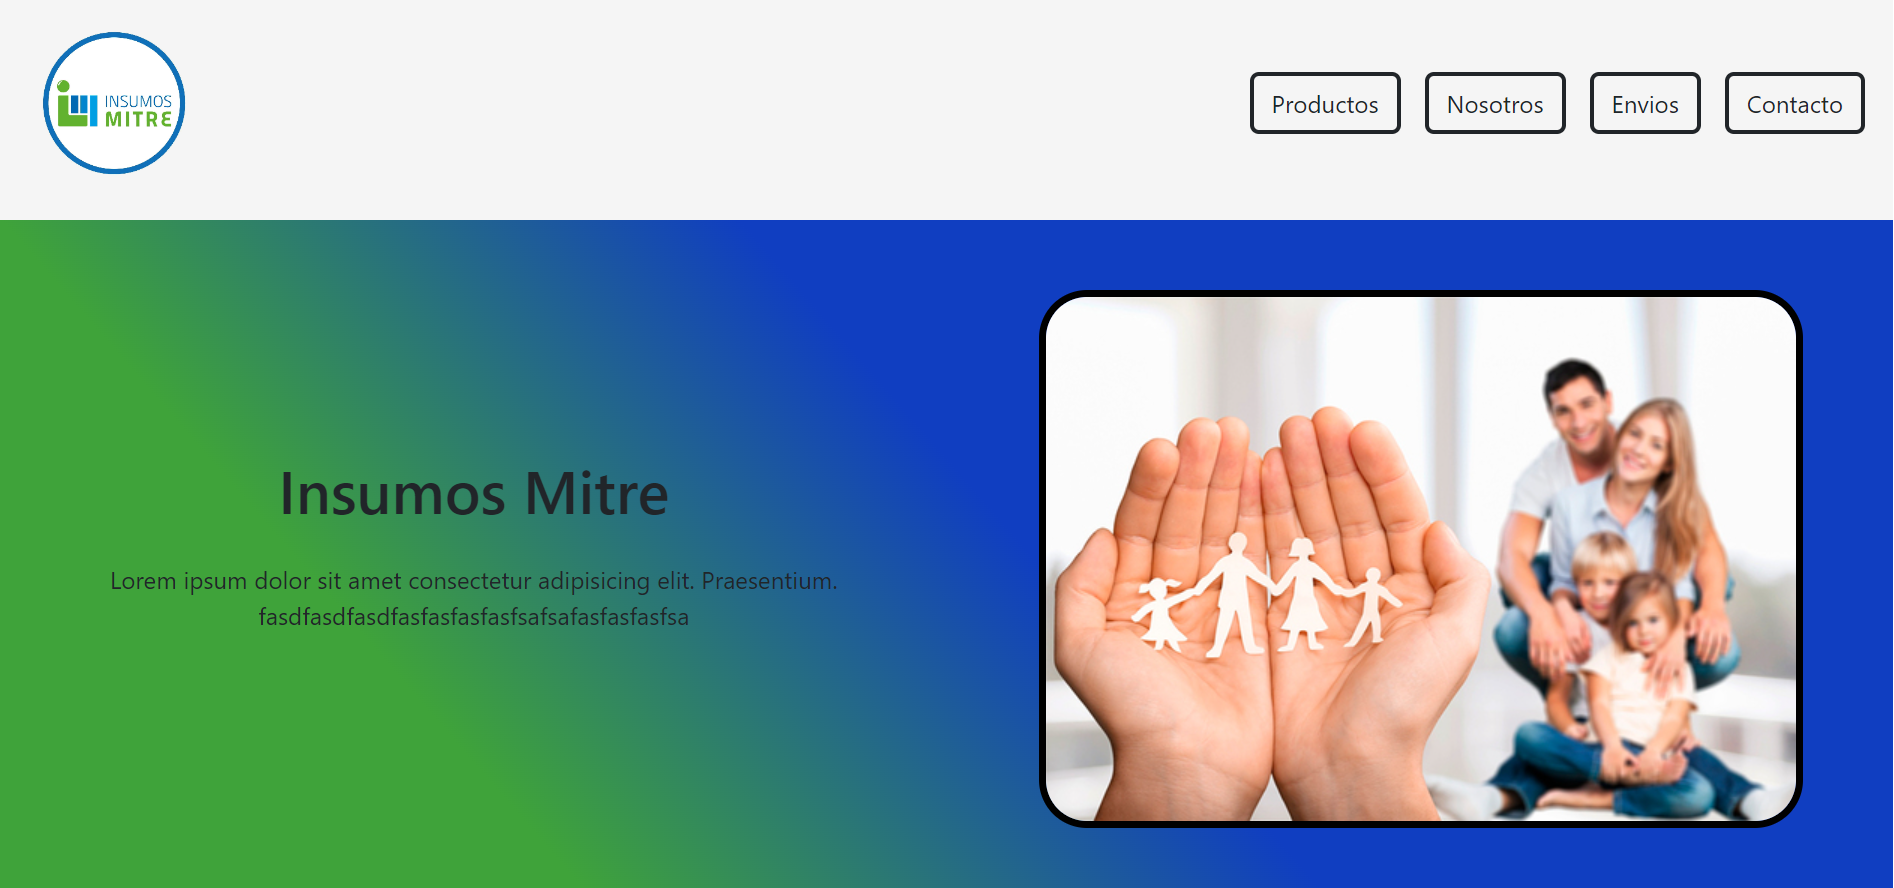 INSUMOS
MITRE
Productos
Nosotros
Envios
Contacto
Insumos Mitre
Lorem ipsum dolor sit amet consectetur adipisicing elit. Praesentium.
fasdfasdfasdfasfasfasfasfsafsafasfasfasfsa